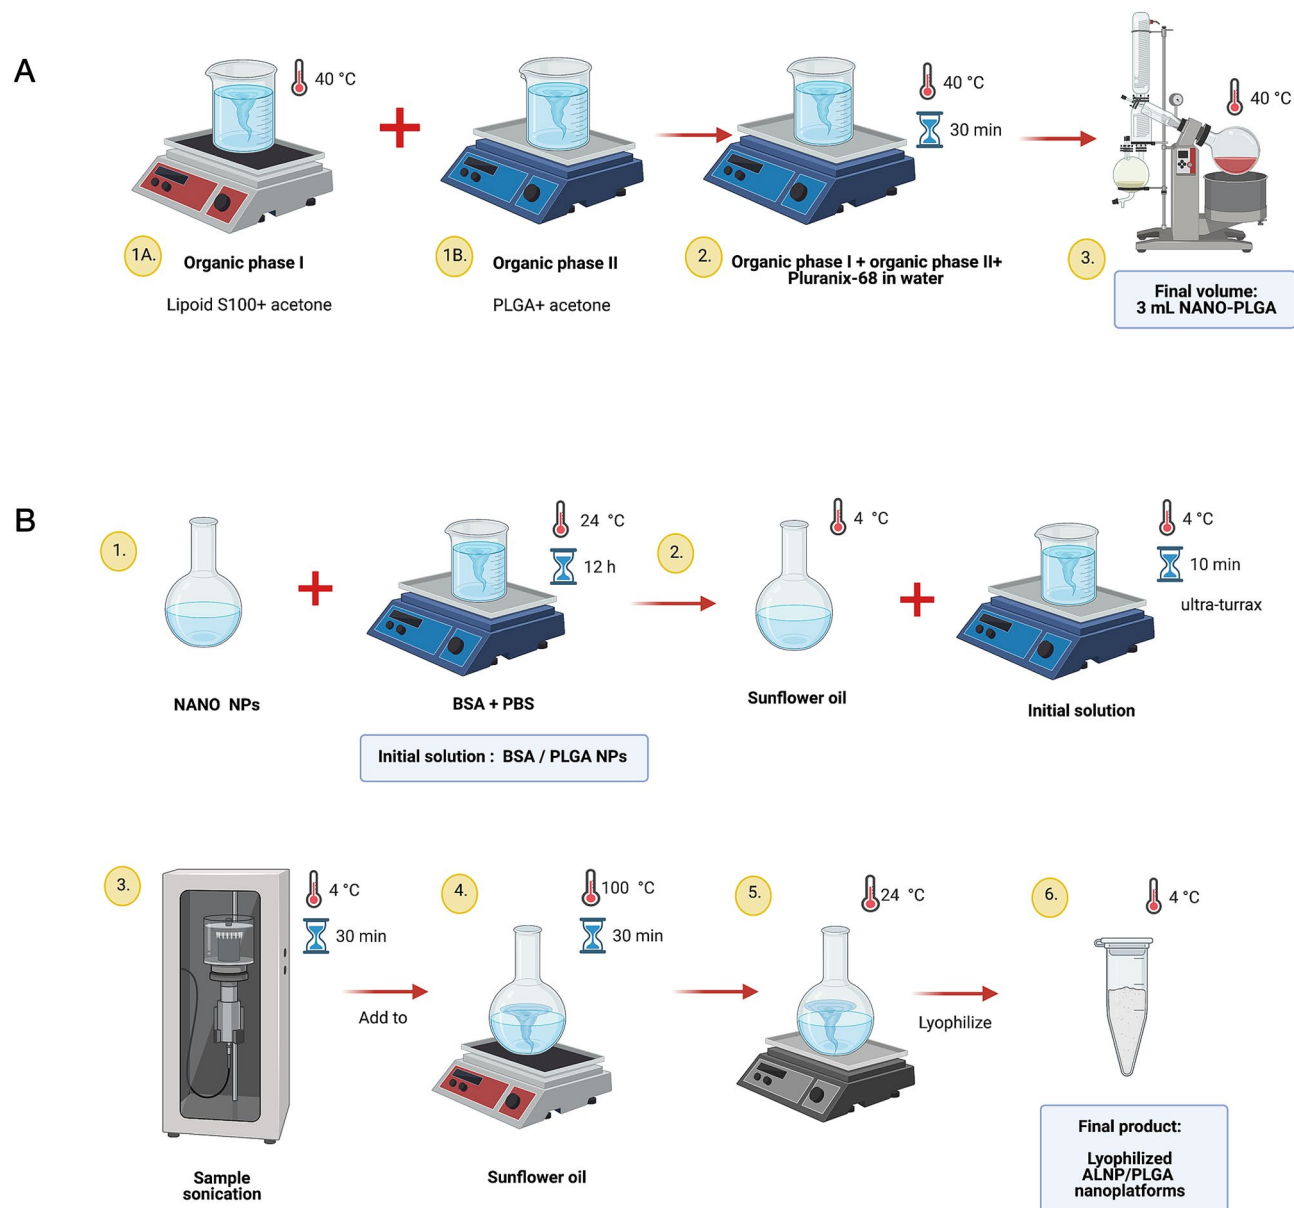 A
40 °C
40 °C
30 min
40 °C
1A.
Organic phase I
Lipoid S100+ acetone
1B.
Organic phase II
PLGA+ acetone
2.
Organic phase I + organic phase II+
Pluranix-68 in water
3.
Final volume:
3 mL NANO-PLGA
B
1.
NANO NPs
24 °C
12 h
BSA + PBS
Initial solution : BSA / PLGA NPs
2.
4 °C
Sunflower oil
4 °C
10 min
ultra-turrax
Initial solution
3.
4 °C
30 min
Sample
sonication
Add to
4.
100 °C
30 min
Sunflower oil
5.
24 °C
Lyophilize
6.
4 °C
Final product:
Lyophilized
ALNP/PLGA
nanoplatforms